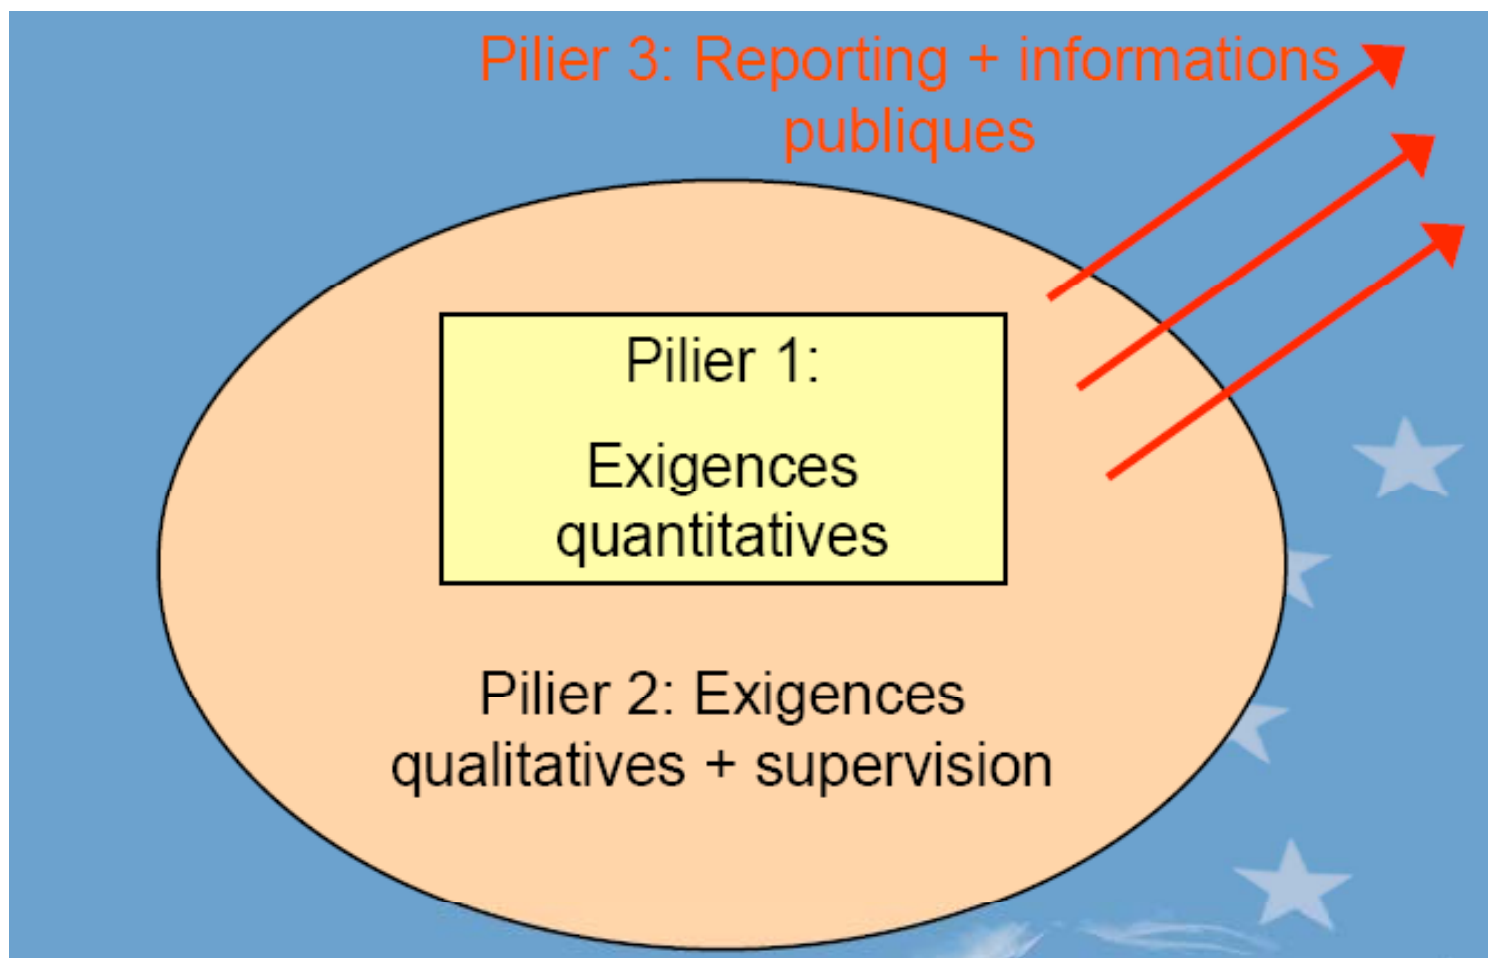 Pilier 3: Reporting + informations
publiques
Pilier 1:
Exigences
quantitatives
Pilier 2: Exigences
qualitatives + supervision